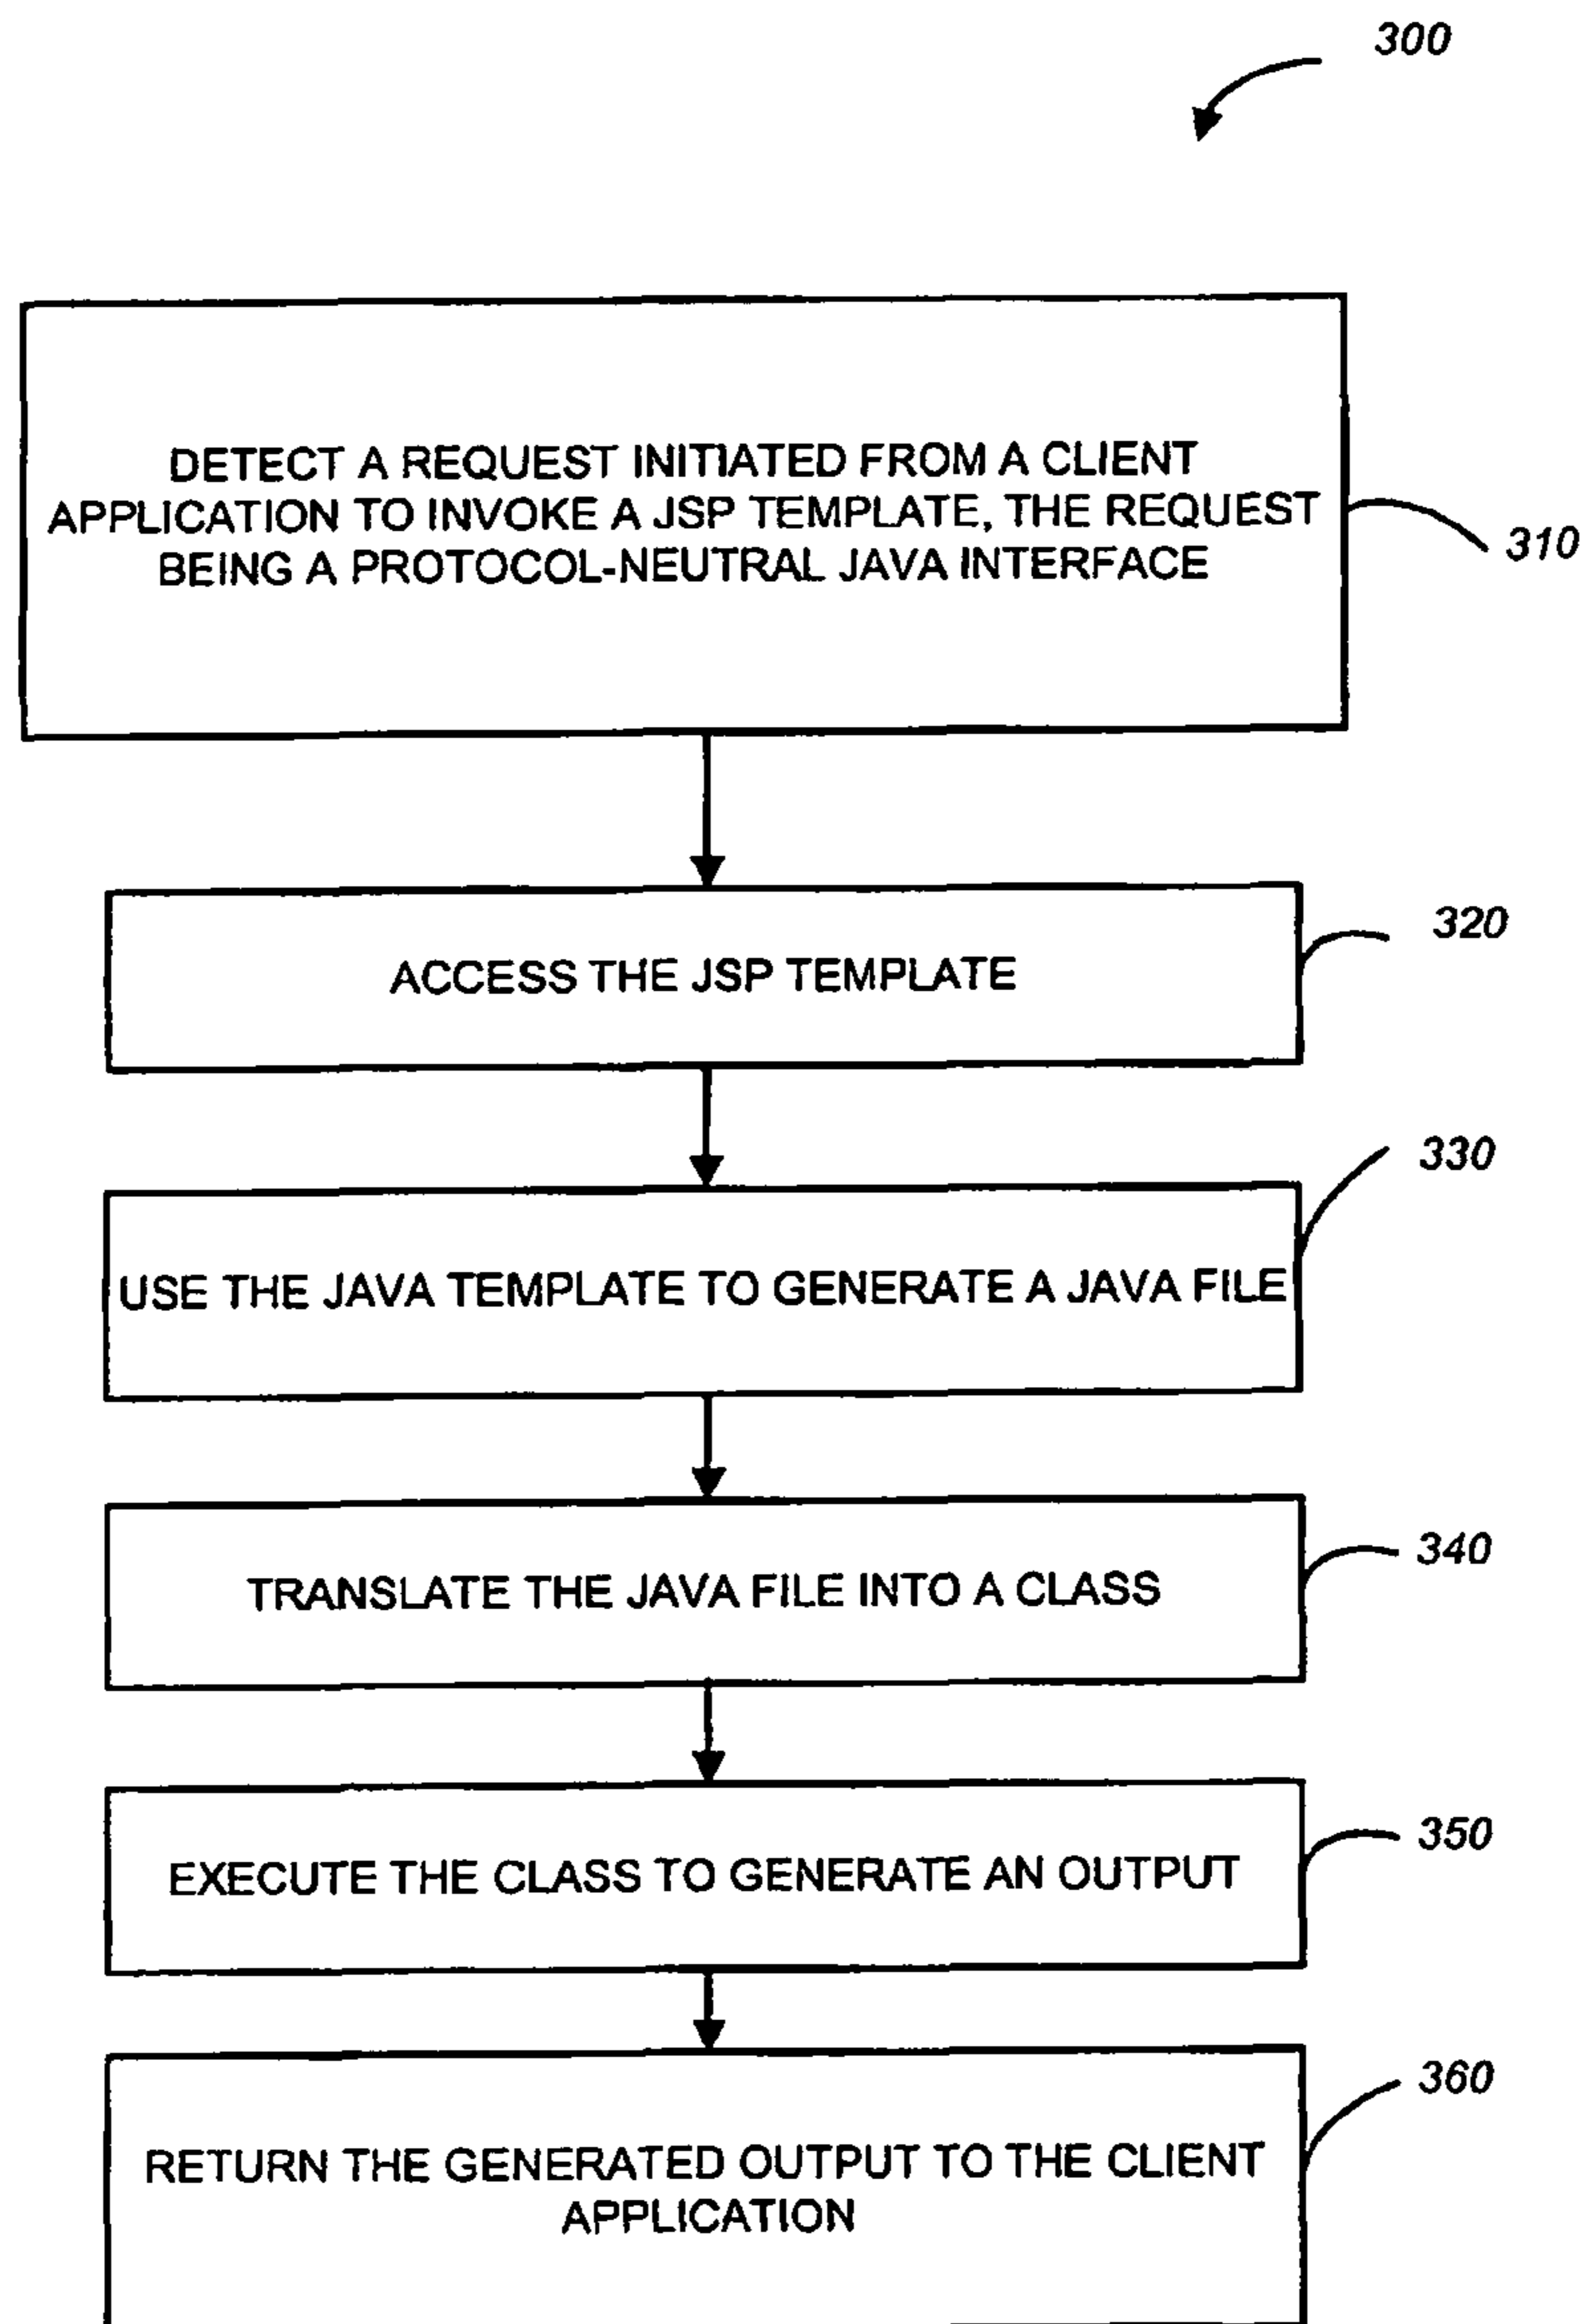 300
DETECT A REQUEST INITIATED FROM A CLIENT
APPLICATION TO INVOKE A JSP TEMPLATE, THE REQUEST
BEING A PROTOCOL-NEUTRAL JAVA INTERFACE
310
ACCESS THE JSP TEMPLATE
320
USE THE JAVA TEMPLATE TO GENERATE A JAVA FILE
330
TRANSLATE THE JAVA FILE INTO A CLASS
340
EXECUTE THE CLASS TO GENERATE AN OUTPUT
350
RETURN THE GENERATED OUTPUT TO THE CLIENT
APPLICATION
360